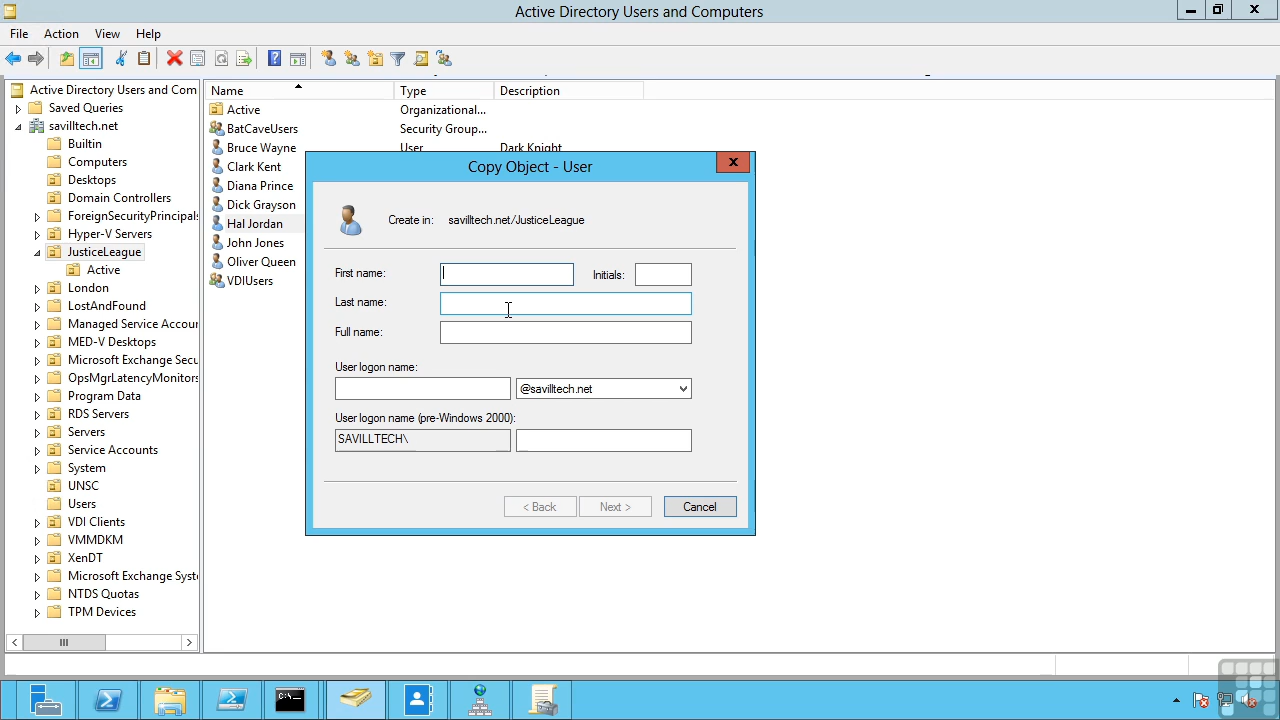 Active Directory Users and Computers
File Action View Help
Active Directory Users and Com
Saved Queries
savilltech.net
Builtin
Computers
Desktops
Domain Controllers
ForeignSecurityPrincipals
Hyper-V Servers
JusticeLeague
Active
London
LostAndFound
Managed Service Accour
MED-V Desktops
Microsoft Exchange Secu
OpsMgrLatencyMonitors
Program Data
RDS Servers
Servers
Service Accounts
System
UNSC
Users
VDI Clients
VMMDKM
XenDT
Microsoft Exchange Syst
NTDS Quotas
TPM Devices
Name Type Description
Active Organizational...
BatCaveUsers Security Group...
Bruce Wayne User Dark Knight
Clark Kent
Diana Prince
Dick Grayson
Hal Jordan
John Jones
Oliver Queen
VDIUsers
Copy Object - User
x
Create in: savilltech.net/JusticeLeague
First name: Initials:
Last name:
Full name:
User logon name:
@savilltech.net
User logon name (pre-Windows 2000):
SAVILLTECH\
< Back Next > Cancel